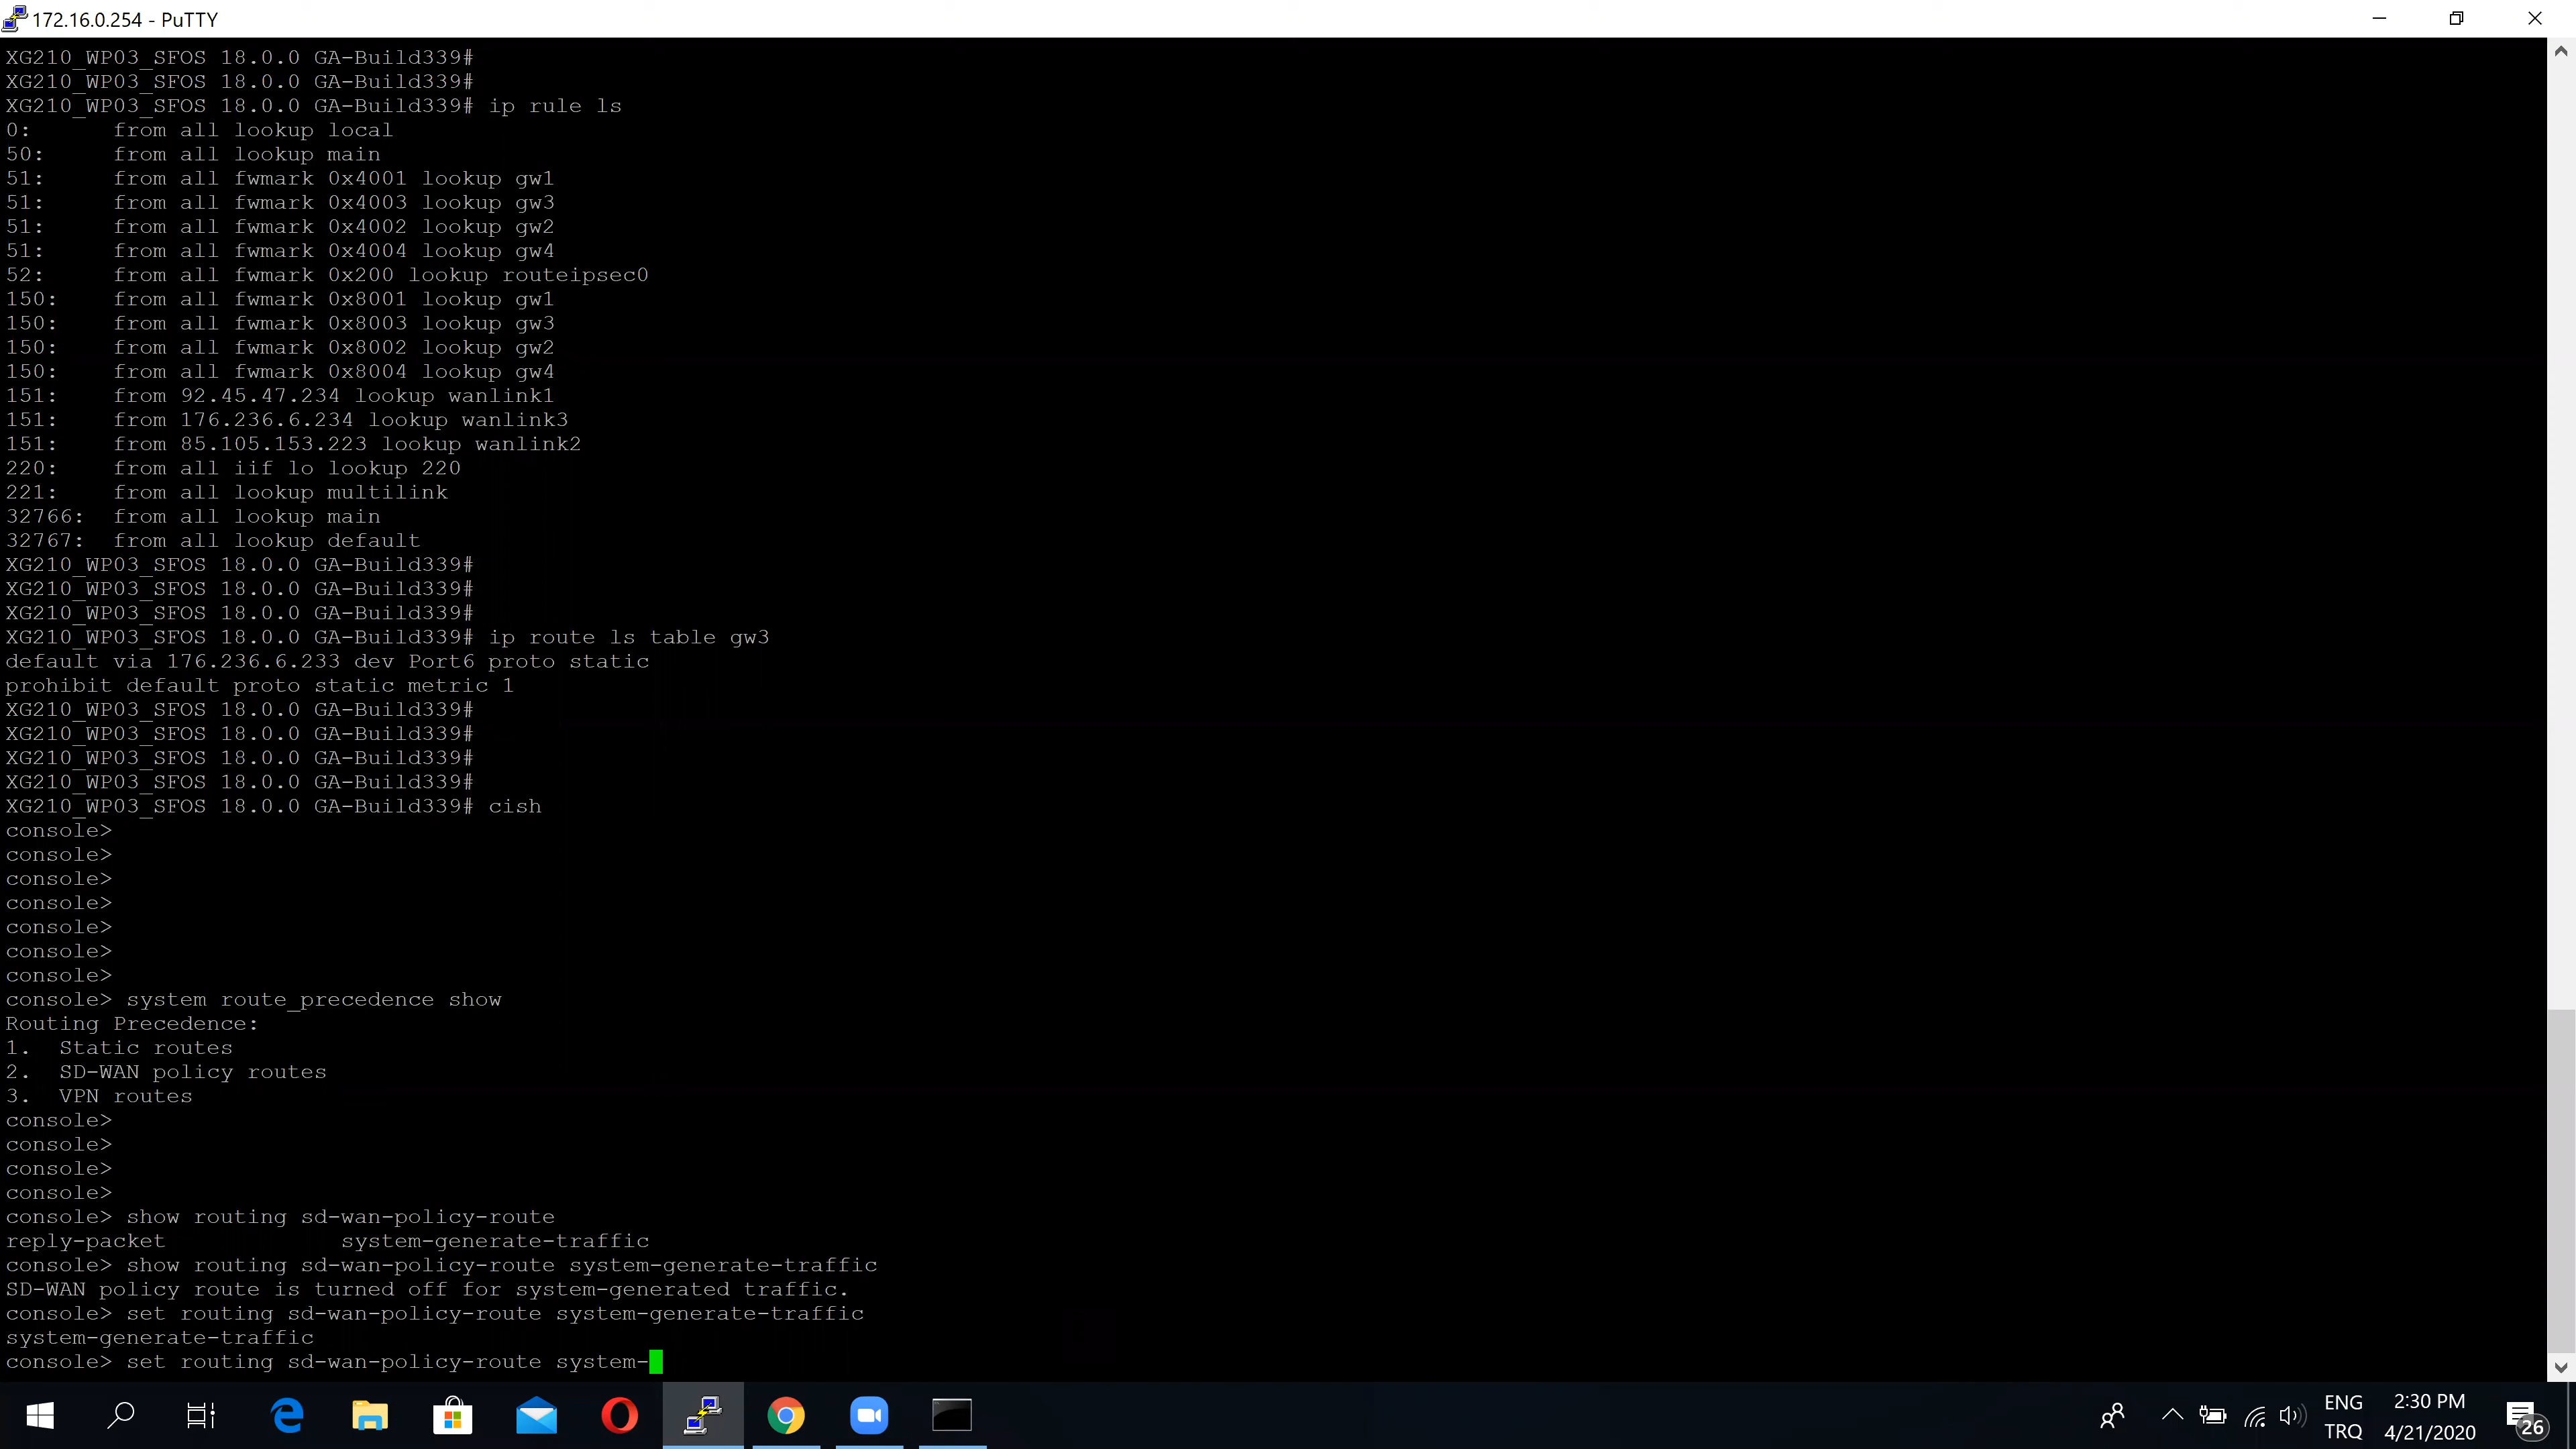 172.16.0.254 - PuTTY
XG210_WP03_SFOS 18.0.0 GA-Build339#
XG210_WP03_SFOS 18.0.0 GA-Build339#
XG210_WP03_SFOS 18.0.0 GA-Build339# ip rule ls
0:      from all lookup local
50:     from all lookup main
51:     from all fwmark 0x4001 lookup gw1
51:     from all fwmark 0x4003 lookup gw3
51:     from all fwmark 0x4002 lookup gw2
51:     from all fwmark 0x4004 lookup gw4
52:     from all fwmark 0x200 lookup routeipsec0
150:    from all fwmark 0x8001 lookup gw1
150:    from all fwmark 0x8003 lookup gw3
150:    from all fwmark 0x8002 lookup gw2
150:    from all fwmark 0x8004 lookup gw4
151:    from 92.45.47.234 lookup wanlink1
151:    from 176.236.6.234 lookup wanlink3
151:    from 85.105.153.223 lookup wanlink2
220:    from all iif lo lookup 220
221:    from all lookup multilink
32766:  from all lookup main
32767:  from all lookup default
XG210_WP03_SFOS 18.0.0 GA-Build339#
XG210_WP03_SFOS 18.0.0 GA-Build339#
XG210_WP03_SFOS 18.0.0 GA-Build339#
XG210_WP03_SFOS 18.0.0 GA-Build339# ip route ls table gw3
default via 176.236.6.233 dev Port6 proto static
prohibit default proto static metric 1
XG210_WP03_SFOS 18.0.0 GA-Build339#
XG210_WP03_SFOS 18.0.0 GA-Build339#
XG210_WP03_SFOS 18.0.0 GA-Build339#
XG210_WP03_SFOS 18.0.0 GA-Build339#
XG210_WP03_SFOS 18.0.0 GA-Build339# cish
console>
console>
console>
console>
console>
console>
console>
console> system route_precedence show
Routing Precedence:
1.  Static routes
2.  SD-WAN policy routes
3.  VPN routes
console>
console>
console>
console>
console> show routing sd-wan-policy-route
reply-packet             system-generate-traffic
console> show routing sd-wan-policy-route system-generate-traffic
SD-WAN policy route is turned off for system-generated traffic.
console> set routing sd-wan-policy-route system-generate-traffic
system-generate-traffic
console> set routing sd-wan-policy-route system-
ENG
TRQ
2:30 PM
4/21/2020
26